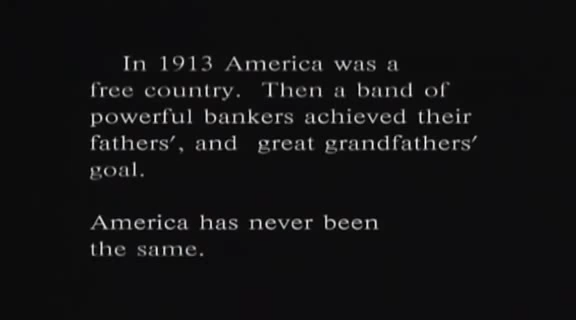 In 1913 America was a
free country. Then a band of
powerful bankers achieved their
fathers', and great grandfathers'
goal.
America has never been
the same.